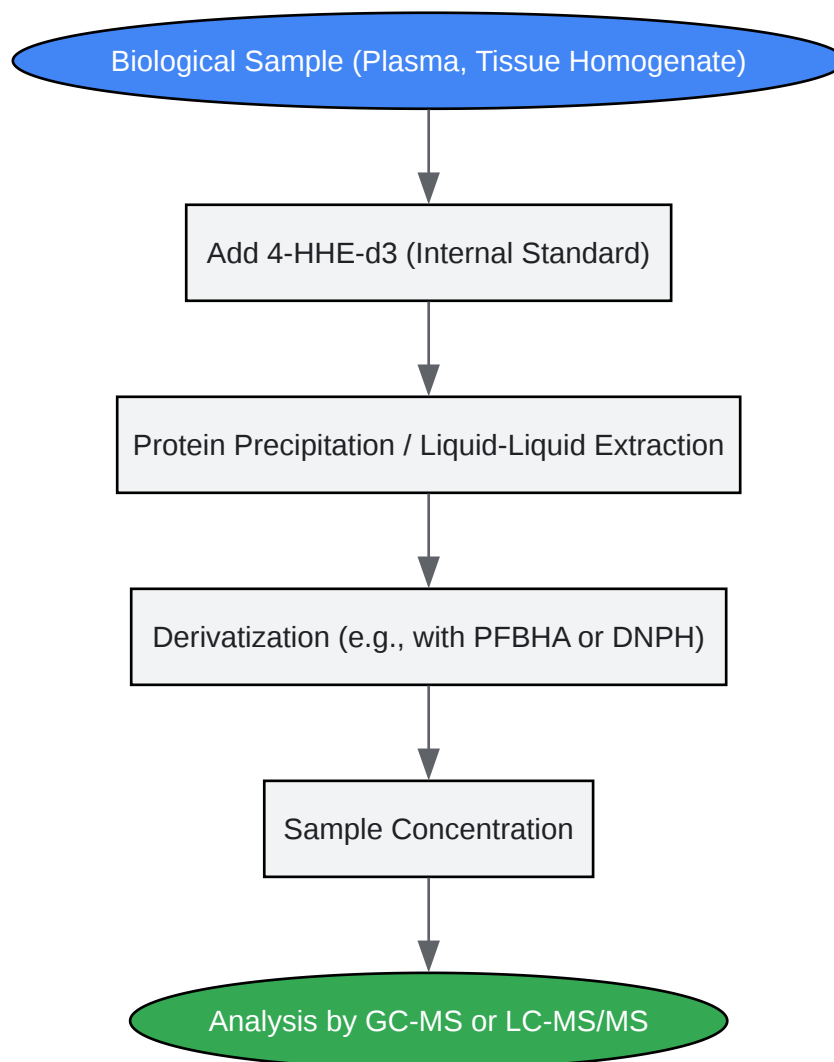 Biological Sample (Plasma, Tissue Homogenate)
Add 4-HHE-d3 (Internal Standard)
Protein Precipitation / Liquid-Liquid Extraction
Derivatization (e.g., with PFBHA or DNPH)
Sample Concentration
Analysis by GC-MS or LC-MS/MS